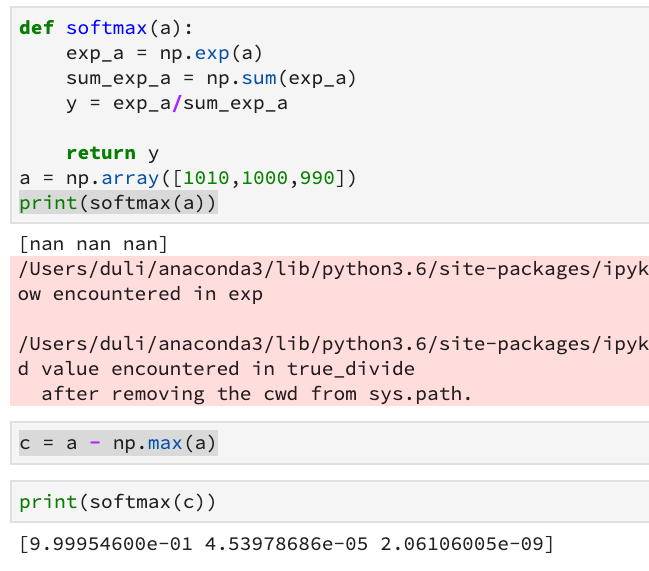 def softmax(a):
    exp_a = np.exp(a)
    sum_exp_a = np.sum(exp_a)
    y = exp_a/sum_exp_a

    return y
a = np.array([1010,1000,990])
print(softmax(a))
[nan nan nan]
/Users/duli/anaconda3/lib/python3.6/site-packages/ipyk
ow encountered in exp

/Users/duli/anaconda3/lib/python3.6/site-packages/ipyk
d value encountered in true_divide
  after removing the cwd from sys.path.
c = a - np.max(a)
print(softmax(c))
[9.99954600e-01 4.53978686e-05 2.06106005e-09]